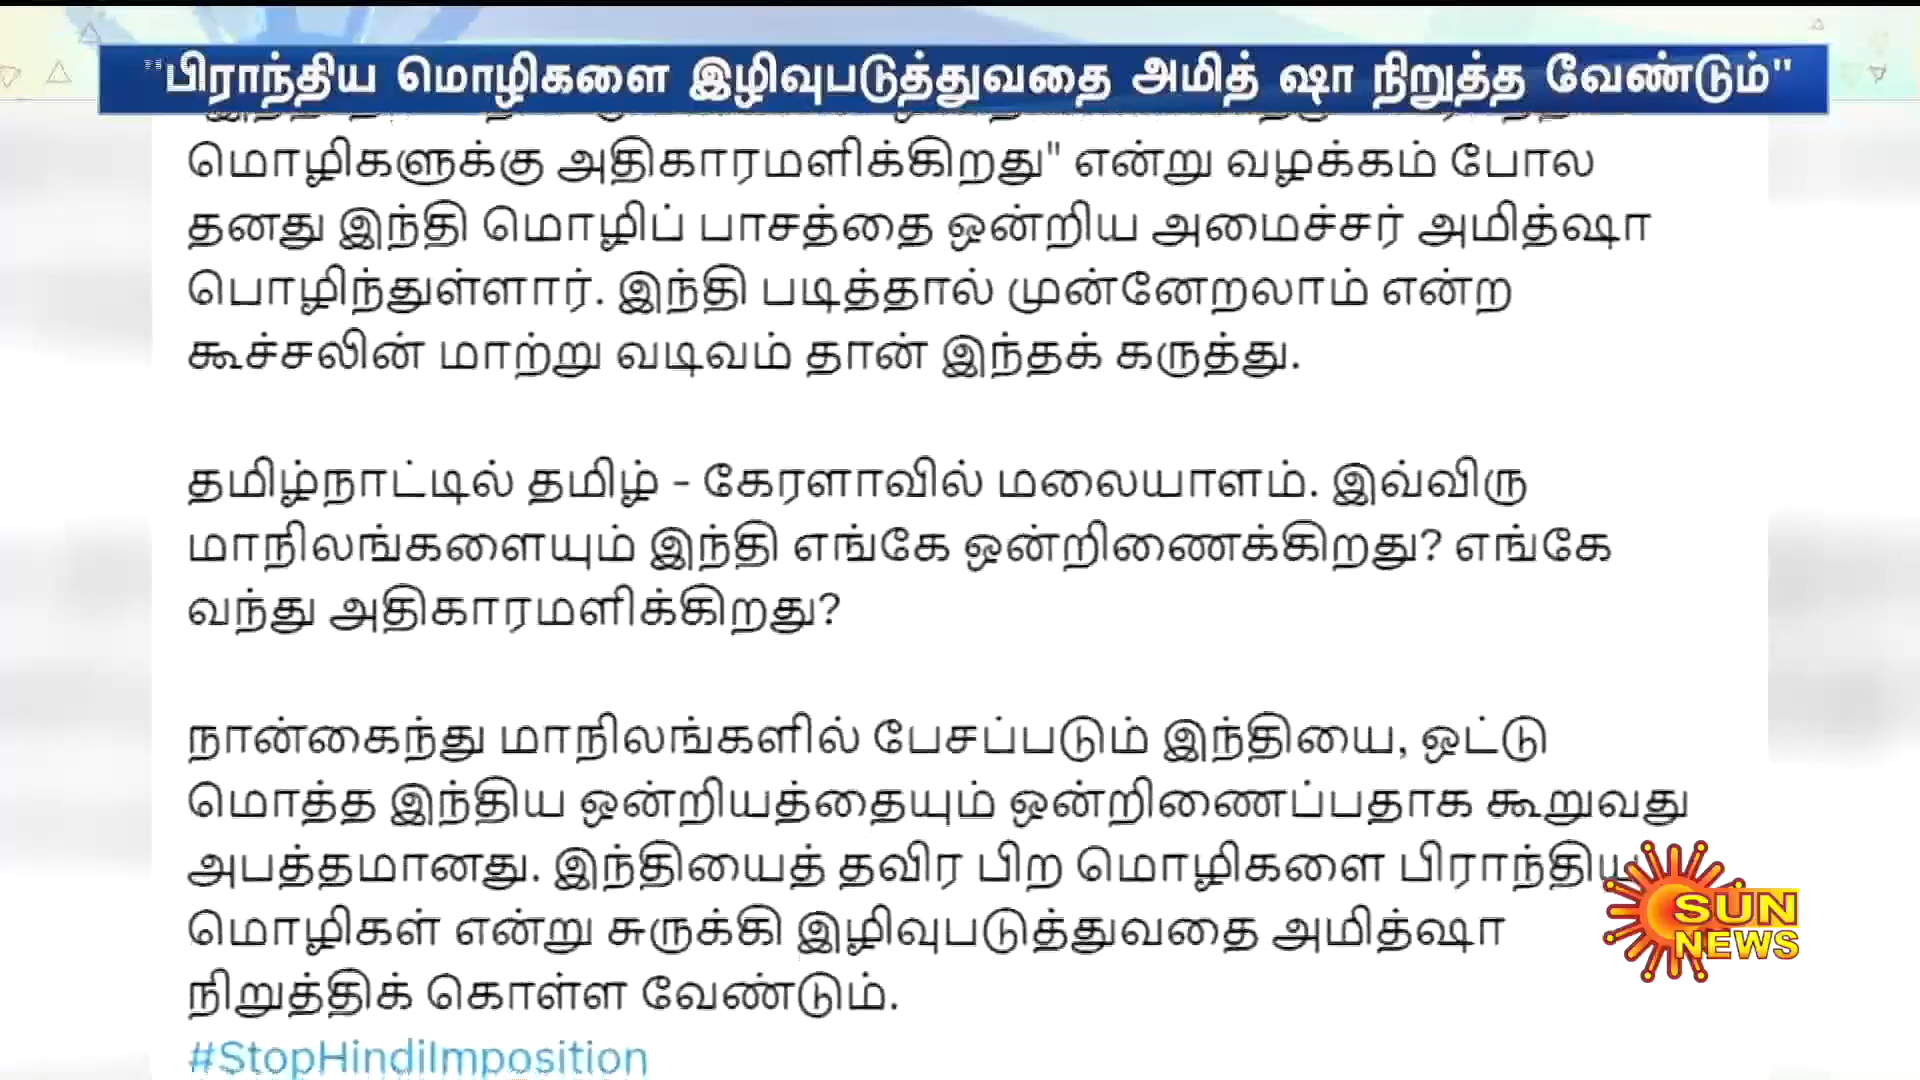 "பிராந்திய மொழிகளை இழிவுபடுத்துவதை அமித் ஷா நிறுத்த வேண்டும்"
மொழிகளுக்கு அதிகாரமளிக்கிறது" என்று வழக்கம் போல
தனது இந்தி மொழிப் பாசத்தை ஒன்றிய அமைச்சர் அமித்ஷா
பொழிந்துள்ளார். இந்தி படித்தால் முன்னேறலாம் என்ற
கூச்சலின் மாற்று வடிவம் தான் இந்தக் கருத்து.
தமிழ்நாட்டில் தமிழ் - கேரளாவில் மலையாளம். இவ்விரு
மாநிலங்களையும் இந்தி எங்கே ஒன்றிணைக்கிறது? எங்கே
வந்து அதிகாரமளிக்கிறது?
நான்கைந்து மாநிலங்களில் பேசப்படும் இந்தியை, ஒட்டு
மொத்த இந்திய ஒன்றியத்தையும் ஒன்றிணைப்பதாக கூறுவது
அபத்தமானது. இந்தியைத் தவிர பிற மொழிகளை பிராந்திய
மொழிகள் என்று சுருக்கி இழிவுபடுத்துவதை அமித்ஷா
நிறுத்திக் கொள்ள வேண்டும்.
#StopHindiImposition
SUN
NEWS